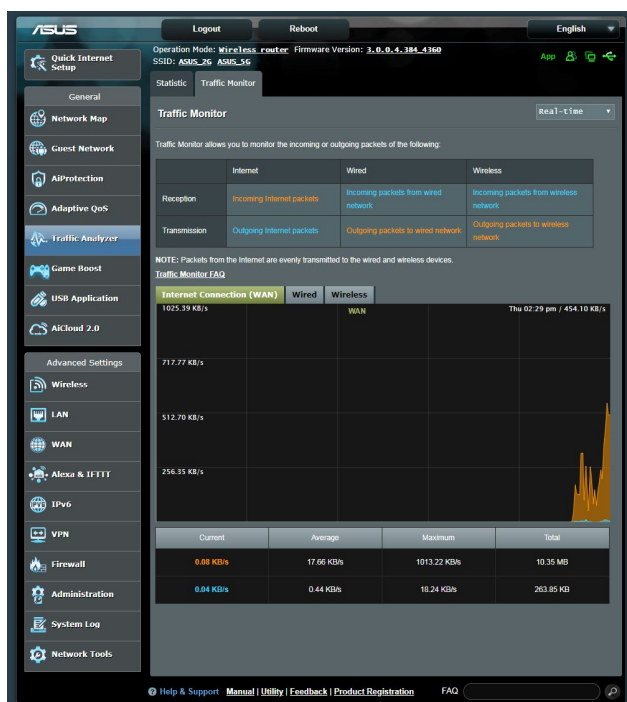 ASUS
Logout
Reboot
English
Quick Internet
Setup
Operation Mode: Wireless router Firmware Version: 3.0.0.4.384_4360
SSID: ASUS_2G ASUS_5G
App
Statistic
Traffic Monitor
General
Network Map
Guest Network
AiProtection
Adaptive QoS
Traffic Analyzer
Game Boost
USB Application
AiCloud 2.0
Advanced Settings
Wireless
LAN
WAN
Alexa & IFTTT
IPv6
VPN
Firewall
Administration
System Log
Network Tools
Traffic Monitor
Real-time
Traffic Monitor allows you to monitor the incoming or outgoing packets of the following:
Internet Wired Wireless
Reception
Incoming Internet packets
Incoming packets from wired
network
Incoming packets from wireless
network
Transmission
Outgoing Internet packets
Outgoing packets to wired network
Outgoing packets to wireless
network
NOTE: Packets from the Internet are evenly transmitted to the wired and wireless devices.
Traffic Monitor FAQ
Internet Connection (WAN) Wired Wireless
1025.39 KB/s WAN Thu 02:29 pm / 454.10 KB/s
717.77 KB/s
512.70 KB/s
256.35 KB/s
Current Average Maximum Total
0.08 KB/s 17.66 KB/s 1013.22 KB/s 10.35 MB
0.04 KB/s 0.44 KB/s 18.24 KB/s 263.85 KB
Help & Support Manual | Utility | Feedback | Product Registration FAQ